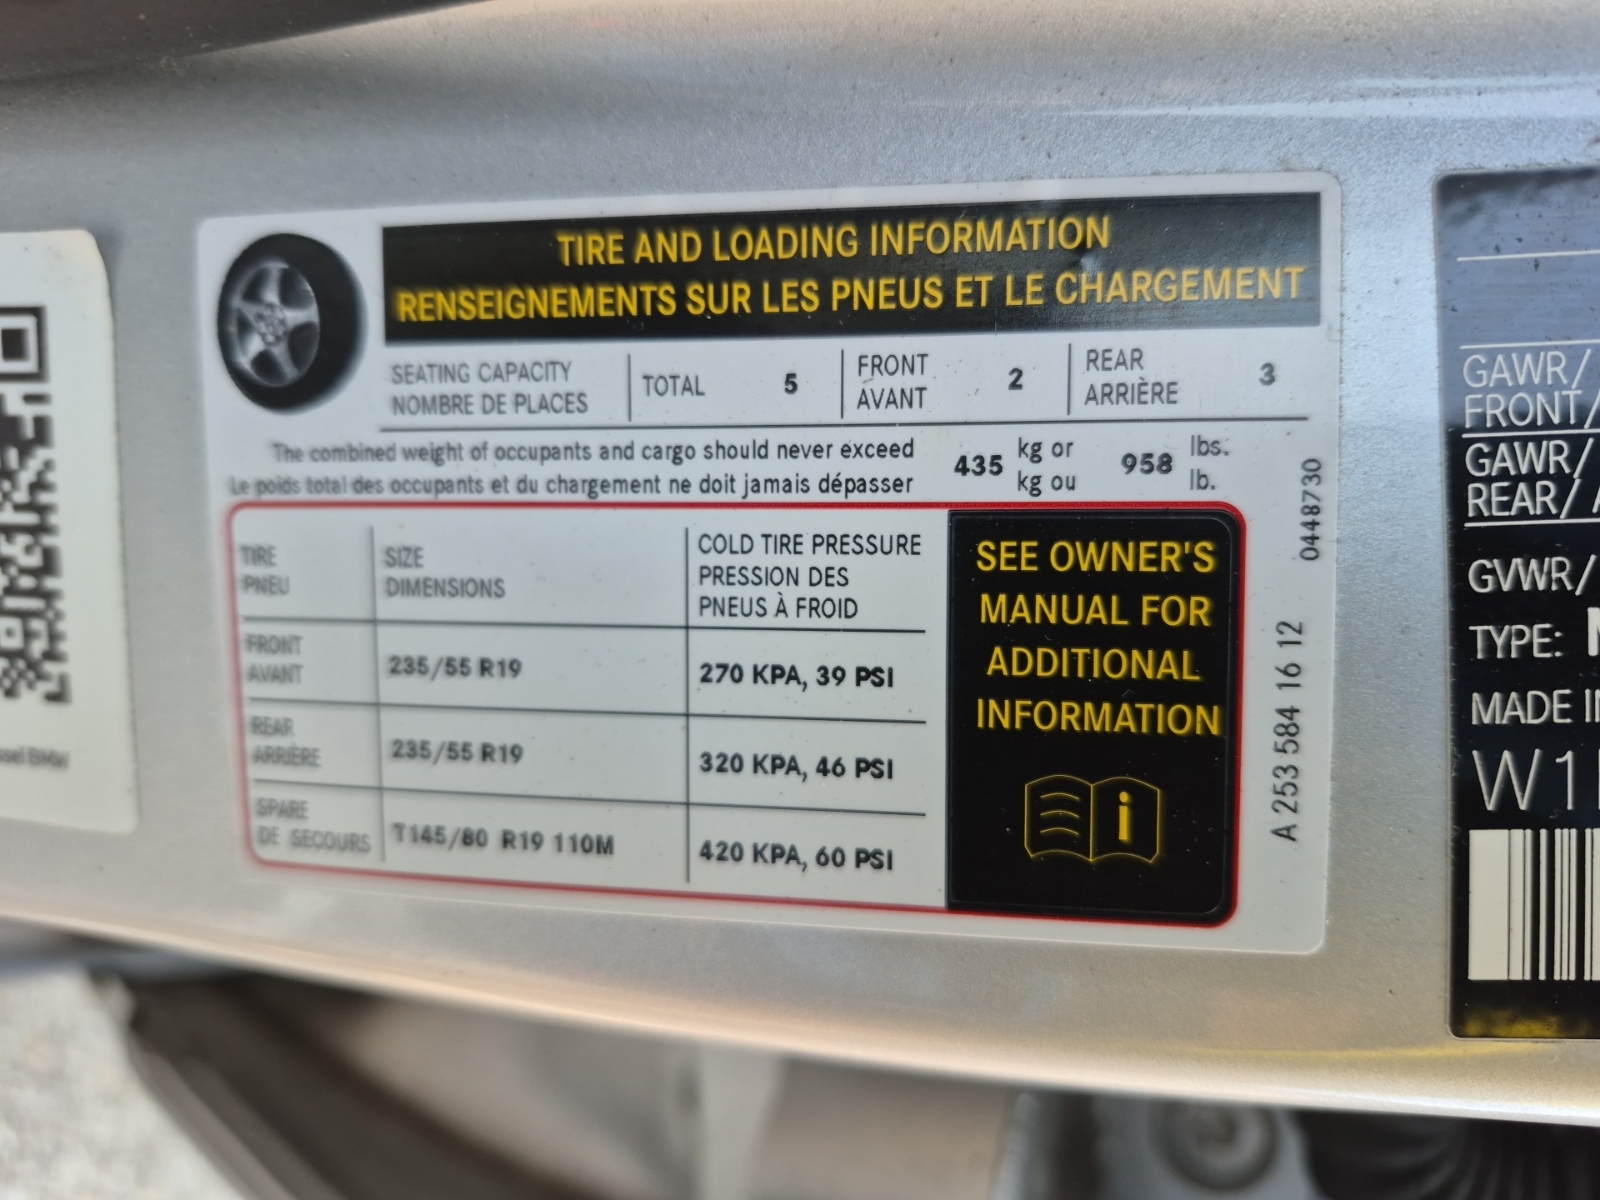 TIRE AND LOADING INFORMATION
RENSEIGNEMENTS SUR LES PNEUS ET LE CHARGEMENT
SEATING CAPACITY
NOMBRE DE PLACES
TOTAL 5
FRONT
AVANT
2
REAR
ARRIÈRE
3
The combined weight of occupants and cargo should never exceed
Le poids total des occupants et du chargement ne doit jamais dépasser
435 kg or
kg ou
958 lbs.
lb.
TIRE
PNEU
SIZE
DIMENSIONS
COLD TIRE PRESSURE
PRESSION DES
PNEUS À FROID
FRONT
AVANT
235/55 R19
270 KPA, 39 PSI
REAR
ARRIÈRE
235/55 R19
320 KPA, 46 PSI
SPARE
DE SECOURS
T145/80 R19 110M
420 KPA, 60 PSI
SEE OWNER'S
MANUAL FOR
ADDITIONAL
INFORMATION
i
A 253 584 16 12
0448730
BMW
GAWR/
FRONT/
GAWR/
REAR/
GVWR/
TYPE:
MADE
W1